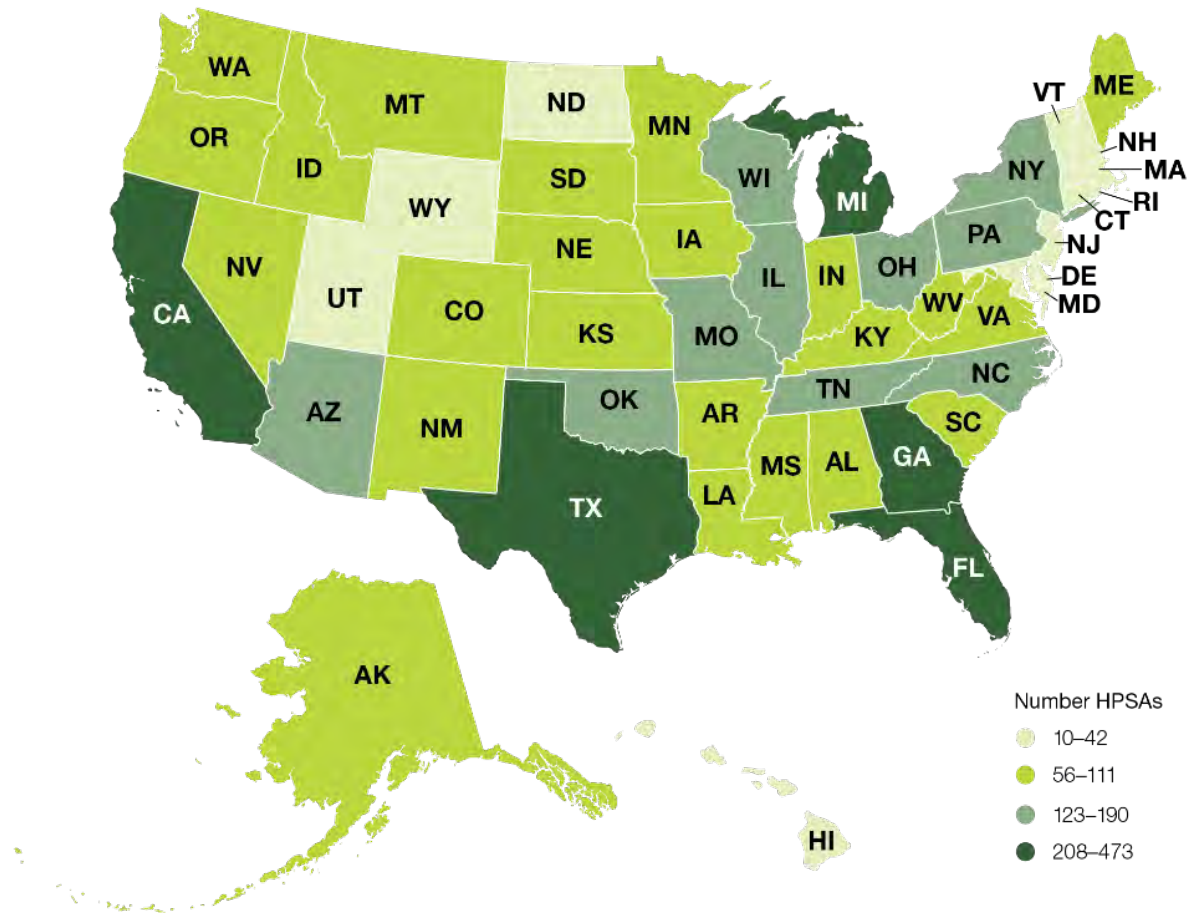 WA
MT
ND
MN
VT
ME
OR
ID
SD
WI
NY
NH
MA
WY
MI
RI
CT
NE
IA
PA
NJ
NV
UT
CO
IL
IN
OH
DE
MD
WV
VA
CA
KS
MO
KY
AZ
NM
OK
AR
TN
NC
SC
MS
AL
GA
LA
TX
FL
AK
HI
Number HPSAs
10–42
56–111
123–190
208–473